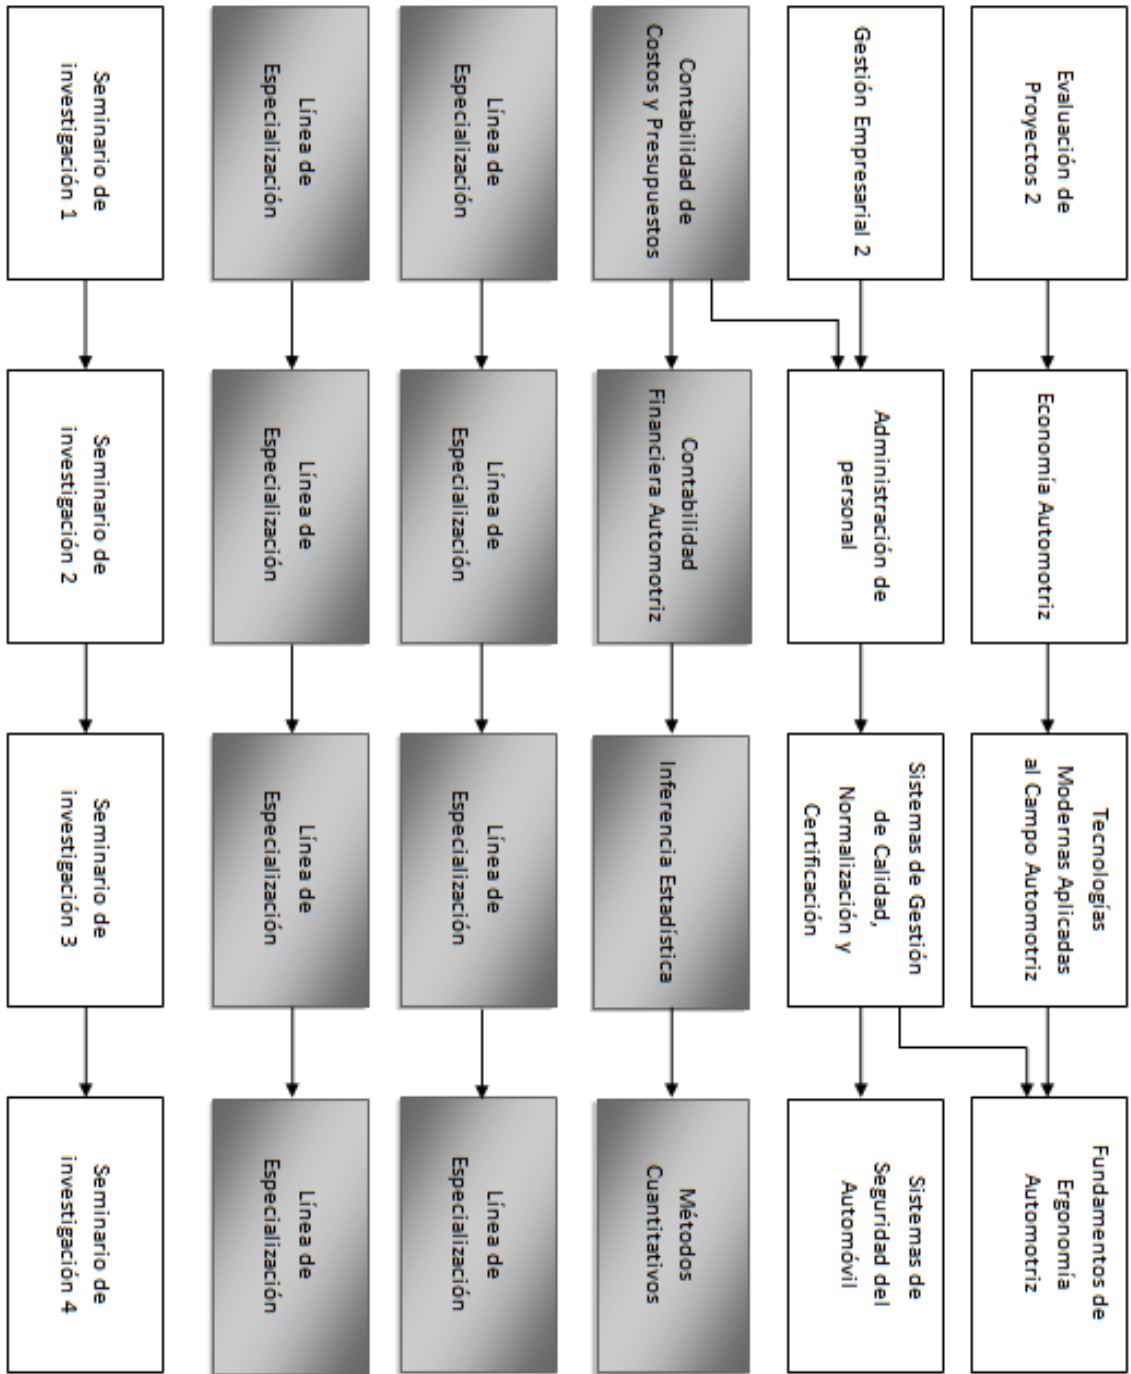 Evaluación de
Proyectos 2
Economía Automotriz
Tecnologías
Modernas Aplicadas
al Campo Automotriz
Fundamentos de
Ergonomía
Automotriz
Gestión Empresarial 2
Administración de
personal
Sistemas de Gestión
de Calidad,
Normalización y
Certificación
Sistemas de
Seguridad del
Automóvil
Contabilidad de
Costos y Presupuestos
Contabilidad
Financiera Automotriz
Inferencia Estadística
Métodos
Cuantitativos
Línea de
Especialización
Línea de
Especialización
Línea de
Especialización
Línea de
Especialización
Línea de
Especialización
Línea de
Especialización
Línea de
Especialización
Línea de
Especialización
Seminario de
investigación 1
Seminario de
investigación 2
Seminario de
investigación 3
Seminario de
investigación 4